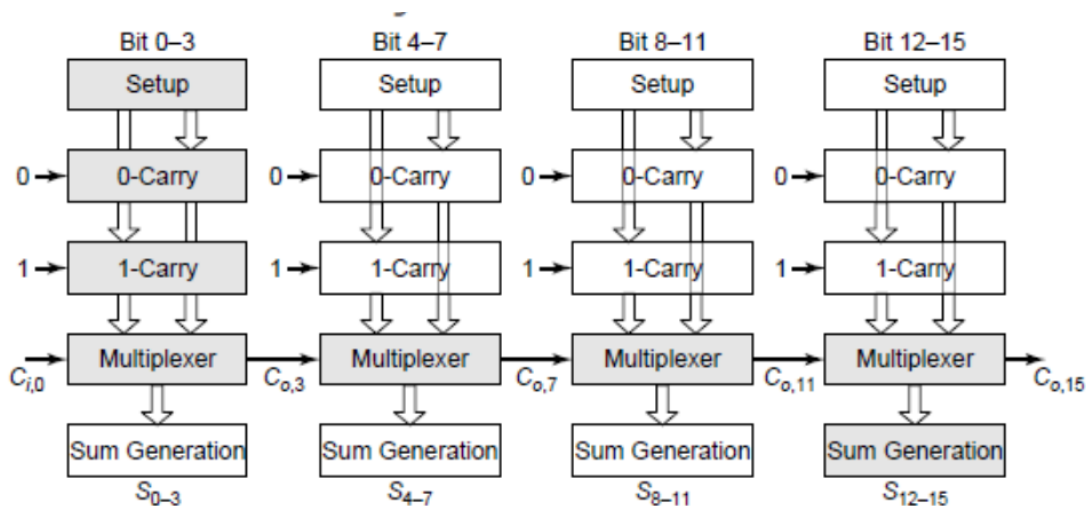 Bit 0–3 Bit 4–7 Bit 8–11 Bit 12–15
Setup Setup Setup Setup
0 0-Carry 0 0-Carry 0 0-Carry 0 0-Carry
1 1-Carry 1 1-Carry 1 1-Carry 1 1-Carry
Multiplexer Multiplexer Multiplexer Multiplexer
Ci,0 Co,3 Co,7 Co,11 Co,15
Sum Generation Sum Generation Sum Generation Sum Generation
S0–3 S4–7 S8–11 S12–15